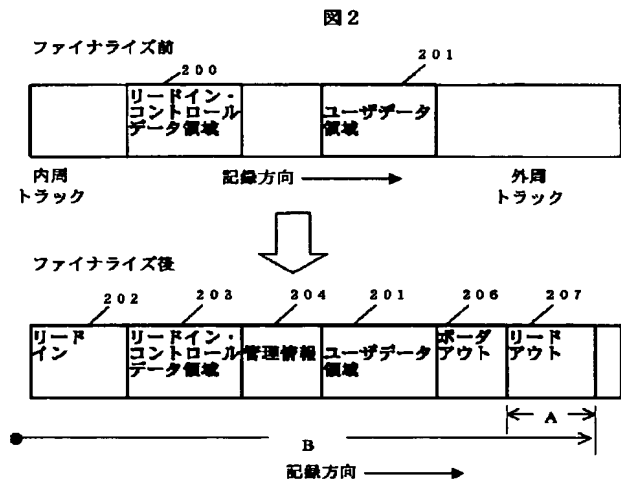 図2
ファイナライズ前
200
201
リードイン・
コントロール
データ領域
ユーザデータ
領域
内周
トラック
記録方向
外周
トラック
ファイナライズ後
202
203
204
201
206
207
リード
イン
リードイン・
コントロール
データ領域
管理情報
ユーザデータ
領域
ボーダ
アウト
リード
アウト
A
B
記録方向